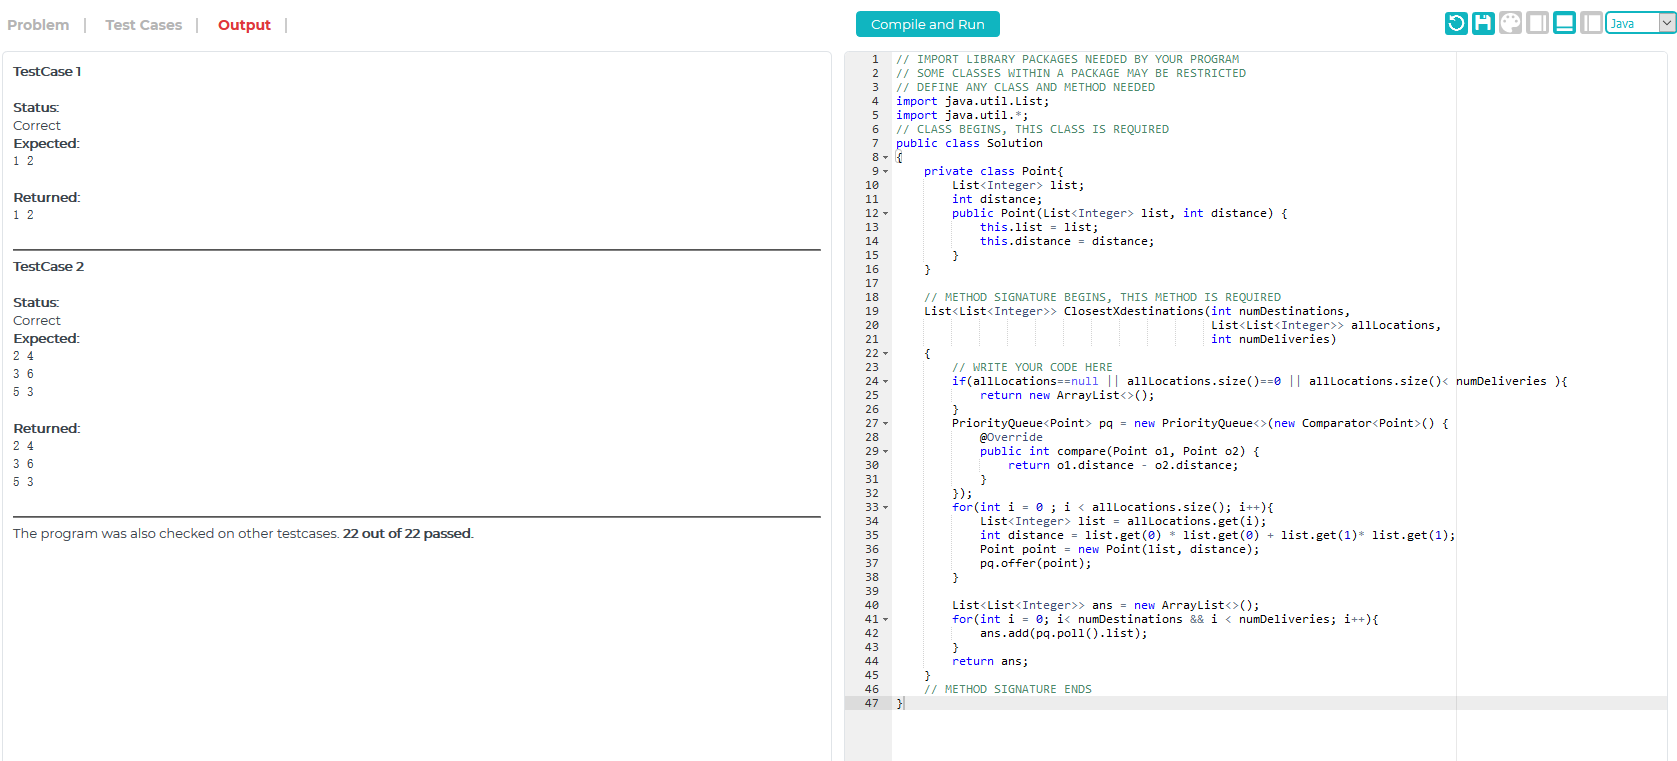 Problem | Test Cases | Output |
TestCase 1
Status:
Correct
Expected:
1 2
Returned:
1 2
TestCase 2
Status:
Correct
Expected:
2 4
3 6
5 3
Returned:
2 4
3 6
5 3
The program was also checked on other testcases. 22 out of 22 passed.
Compile and Run
Java
1 // IMPORT LIBRARY PACKAGES NEEDED BY YOUR PROGRAM
2 // SOME CLASSES WITHIN A PACKAGE MAY BE RESTRICTED
3 // DEFINE ANY CLASS AND METHOD NEEDED
4 import java.util.List;
5 import java.util.*;
6 // CLASS BEGINS, THIS CLASS IS REQUIRED
7 public class Solution
8 {
9 private class Point{
10 List<Integer> list;
11 int distance;
12 public Point(List<Integer> list, int distance) {
13 this.list = list;
14 this.distance = distance;
15 }
16 }
17
18 // METHOD SIGNATURE BEGINS, THIS METHOD IS REQUIRED
19 List<List<Integer>> ClosestXdestinations(int numDestinations,
20 List<List<Integer>> allLocations,
21 int numDeliveries)
22 {
23 // WRITE YOUR CODE HERE
24 if(allLocations==null || allLocations.size()==0 || allLocations.size()< numDeliveries ){
25 return new ArrayList<>();
26 }
27 PriorityQueue<Point> pq = new PriorityQueue<>(new Comparator<Point>() {
28 @Override
29 public int compare(Point o1, Point o2) {
30 return o1.distance - o2.distance;
31 }
32 });
33 for(int i = 0 ; i < allLocations.size(); i++){
34 List<Integer> list = allLocations.get(i);
35 int distance = list.get(0) * list.get(0) + list.get(1)* list.get(1);
36 Point point = new Point(list, distance);
37 pq.offer(point);
38 }
39
40 List<List<Integer>> ans = new ArrayList<>();
41 for(int i = 0; i< numDestinations && i < numDeliveries; i++){
42 ans.add(pq.poll().list);
43 }
44 return ans;
45 }
46 // METHOD SIGNATURE ENDS
47 }